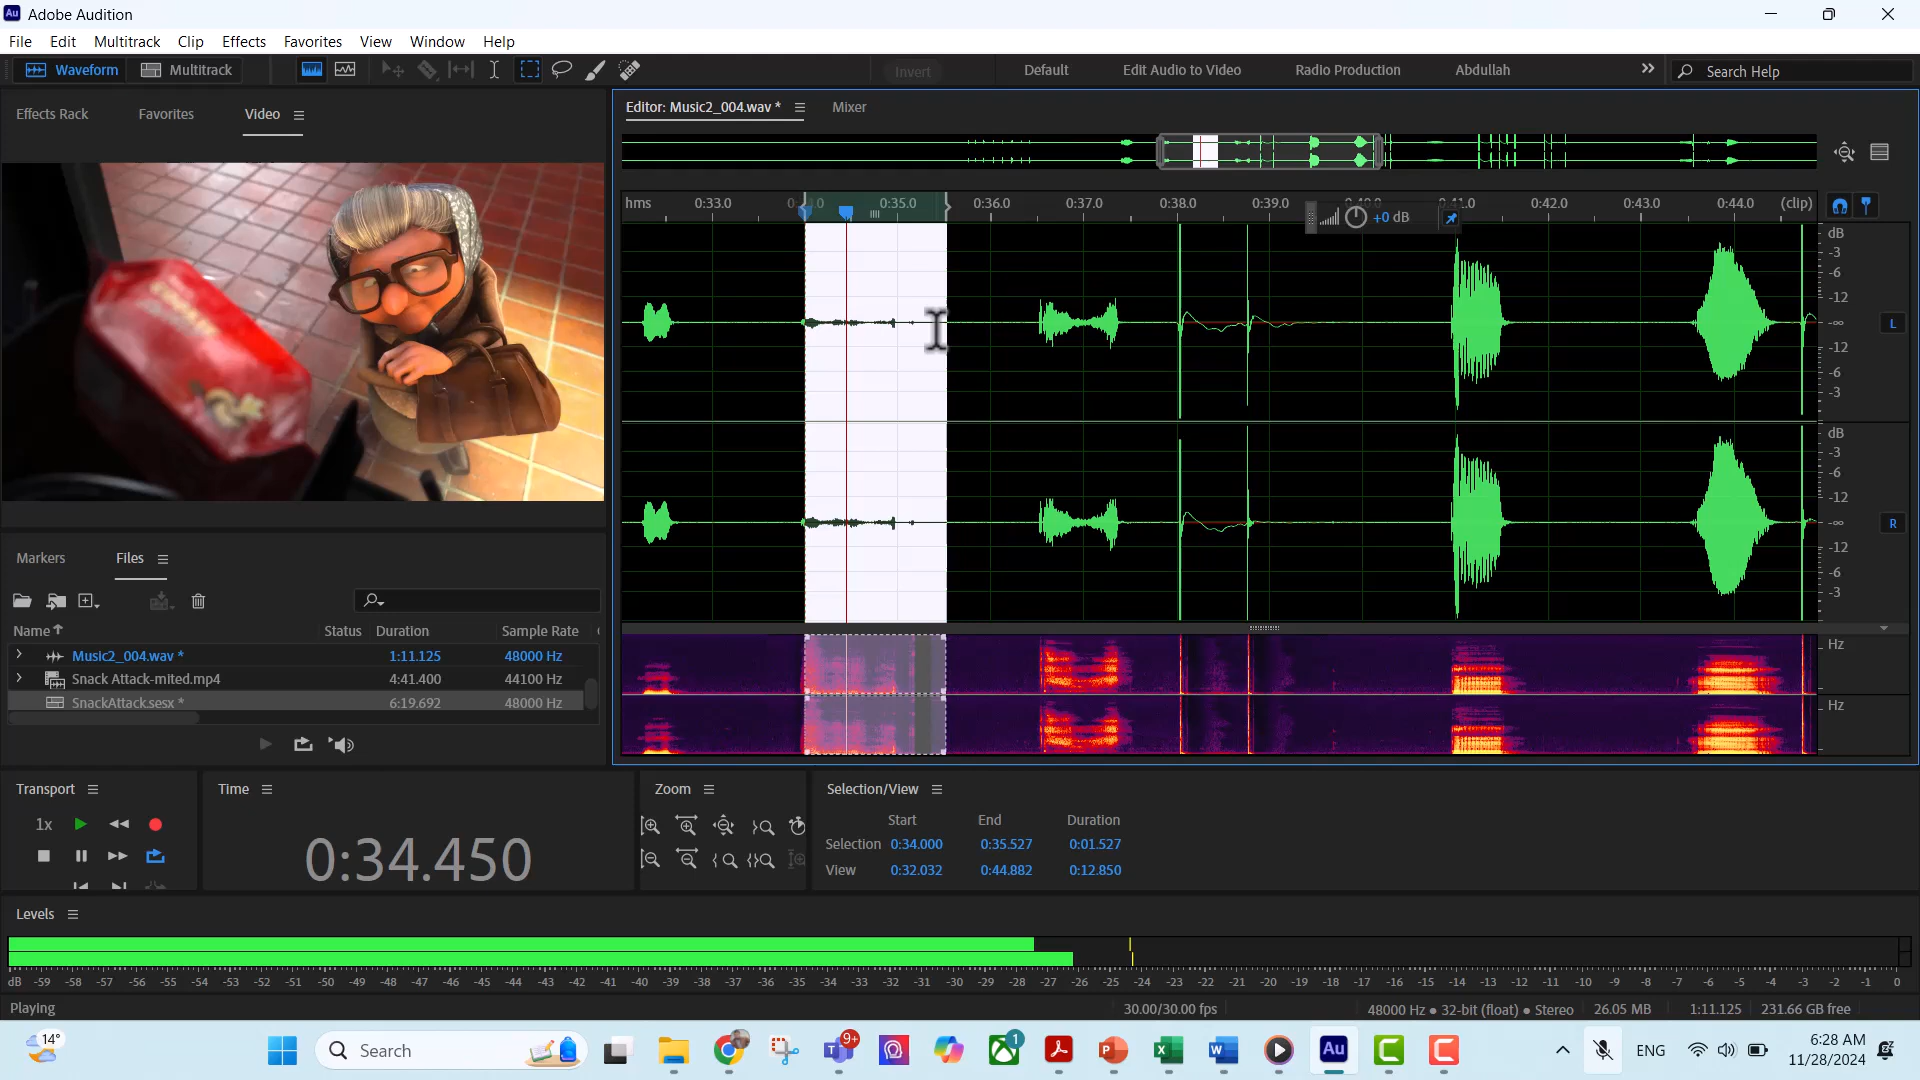 Adobe Audition
File Edit Multitrack Clip Effects Favorites View Window Help
Waveform Multitrack Invert Default Edit Audio to Video Radio Production Abdullah Search Help
Effects Rack Favorites Video
Editor: Music2_004.wav * Mixer
hms 0:33.0 0:35.0 0:36.0 0:37.0 0:38.0 0:39.0 0:40.0 0:41.0 0:42.0 0:43.0 0:44.0 (clip)
+0 dB
dB
-3
-6
-12
-∞ L
-12
-6
-3
dB
-3
-6
-12
-∞ R
-12
-6
-3
Hz
Hz
Markers Files
Name Status Duration Sample Rate
Music2_004.wav * 1:11.125 48000 Hz
Snack Attack-mited.mp4 4:41.400 44100 Hz
SnackAttack.sesx * 6:19.692 48000 Hz
Transport Time Zoom Selection/View
1x
0:34.450
Start End Duration
Selection 0:34.000 0:35.527 0:01.527
View 0:32.032 0:44.882 0:12.850
Levels
dB -59 -58 -57 -56 -55 -54 -53 -52 -51 -50 -49 -48 -47 -46 -45 -44 -43 -42 -41 -40 -39 -38 -37 -36 -35 -34 -33 -32 -31 -30 -29 -28 -27 -26 -25 -24 -23 -22 -21 -20 -19 -18 -17 -16 -15 -14 -13 -12 -11 -10 -9 -8 -7 -6 -5 -4 -3 -2 -1 0
Playing 30.00/30.00 fps 48000 Hz ● 32-bit (float) ● Stereo 26.05 MB 1:11.125 231.66 GB free
14° Search 9+ 1 Au ENG 6:28 AM
11/28/2024